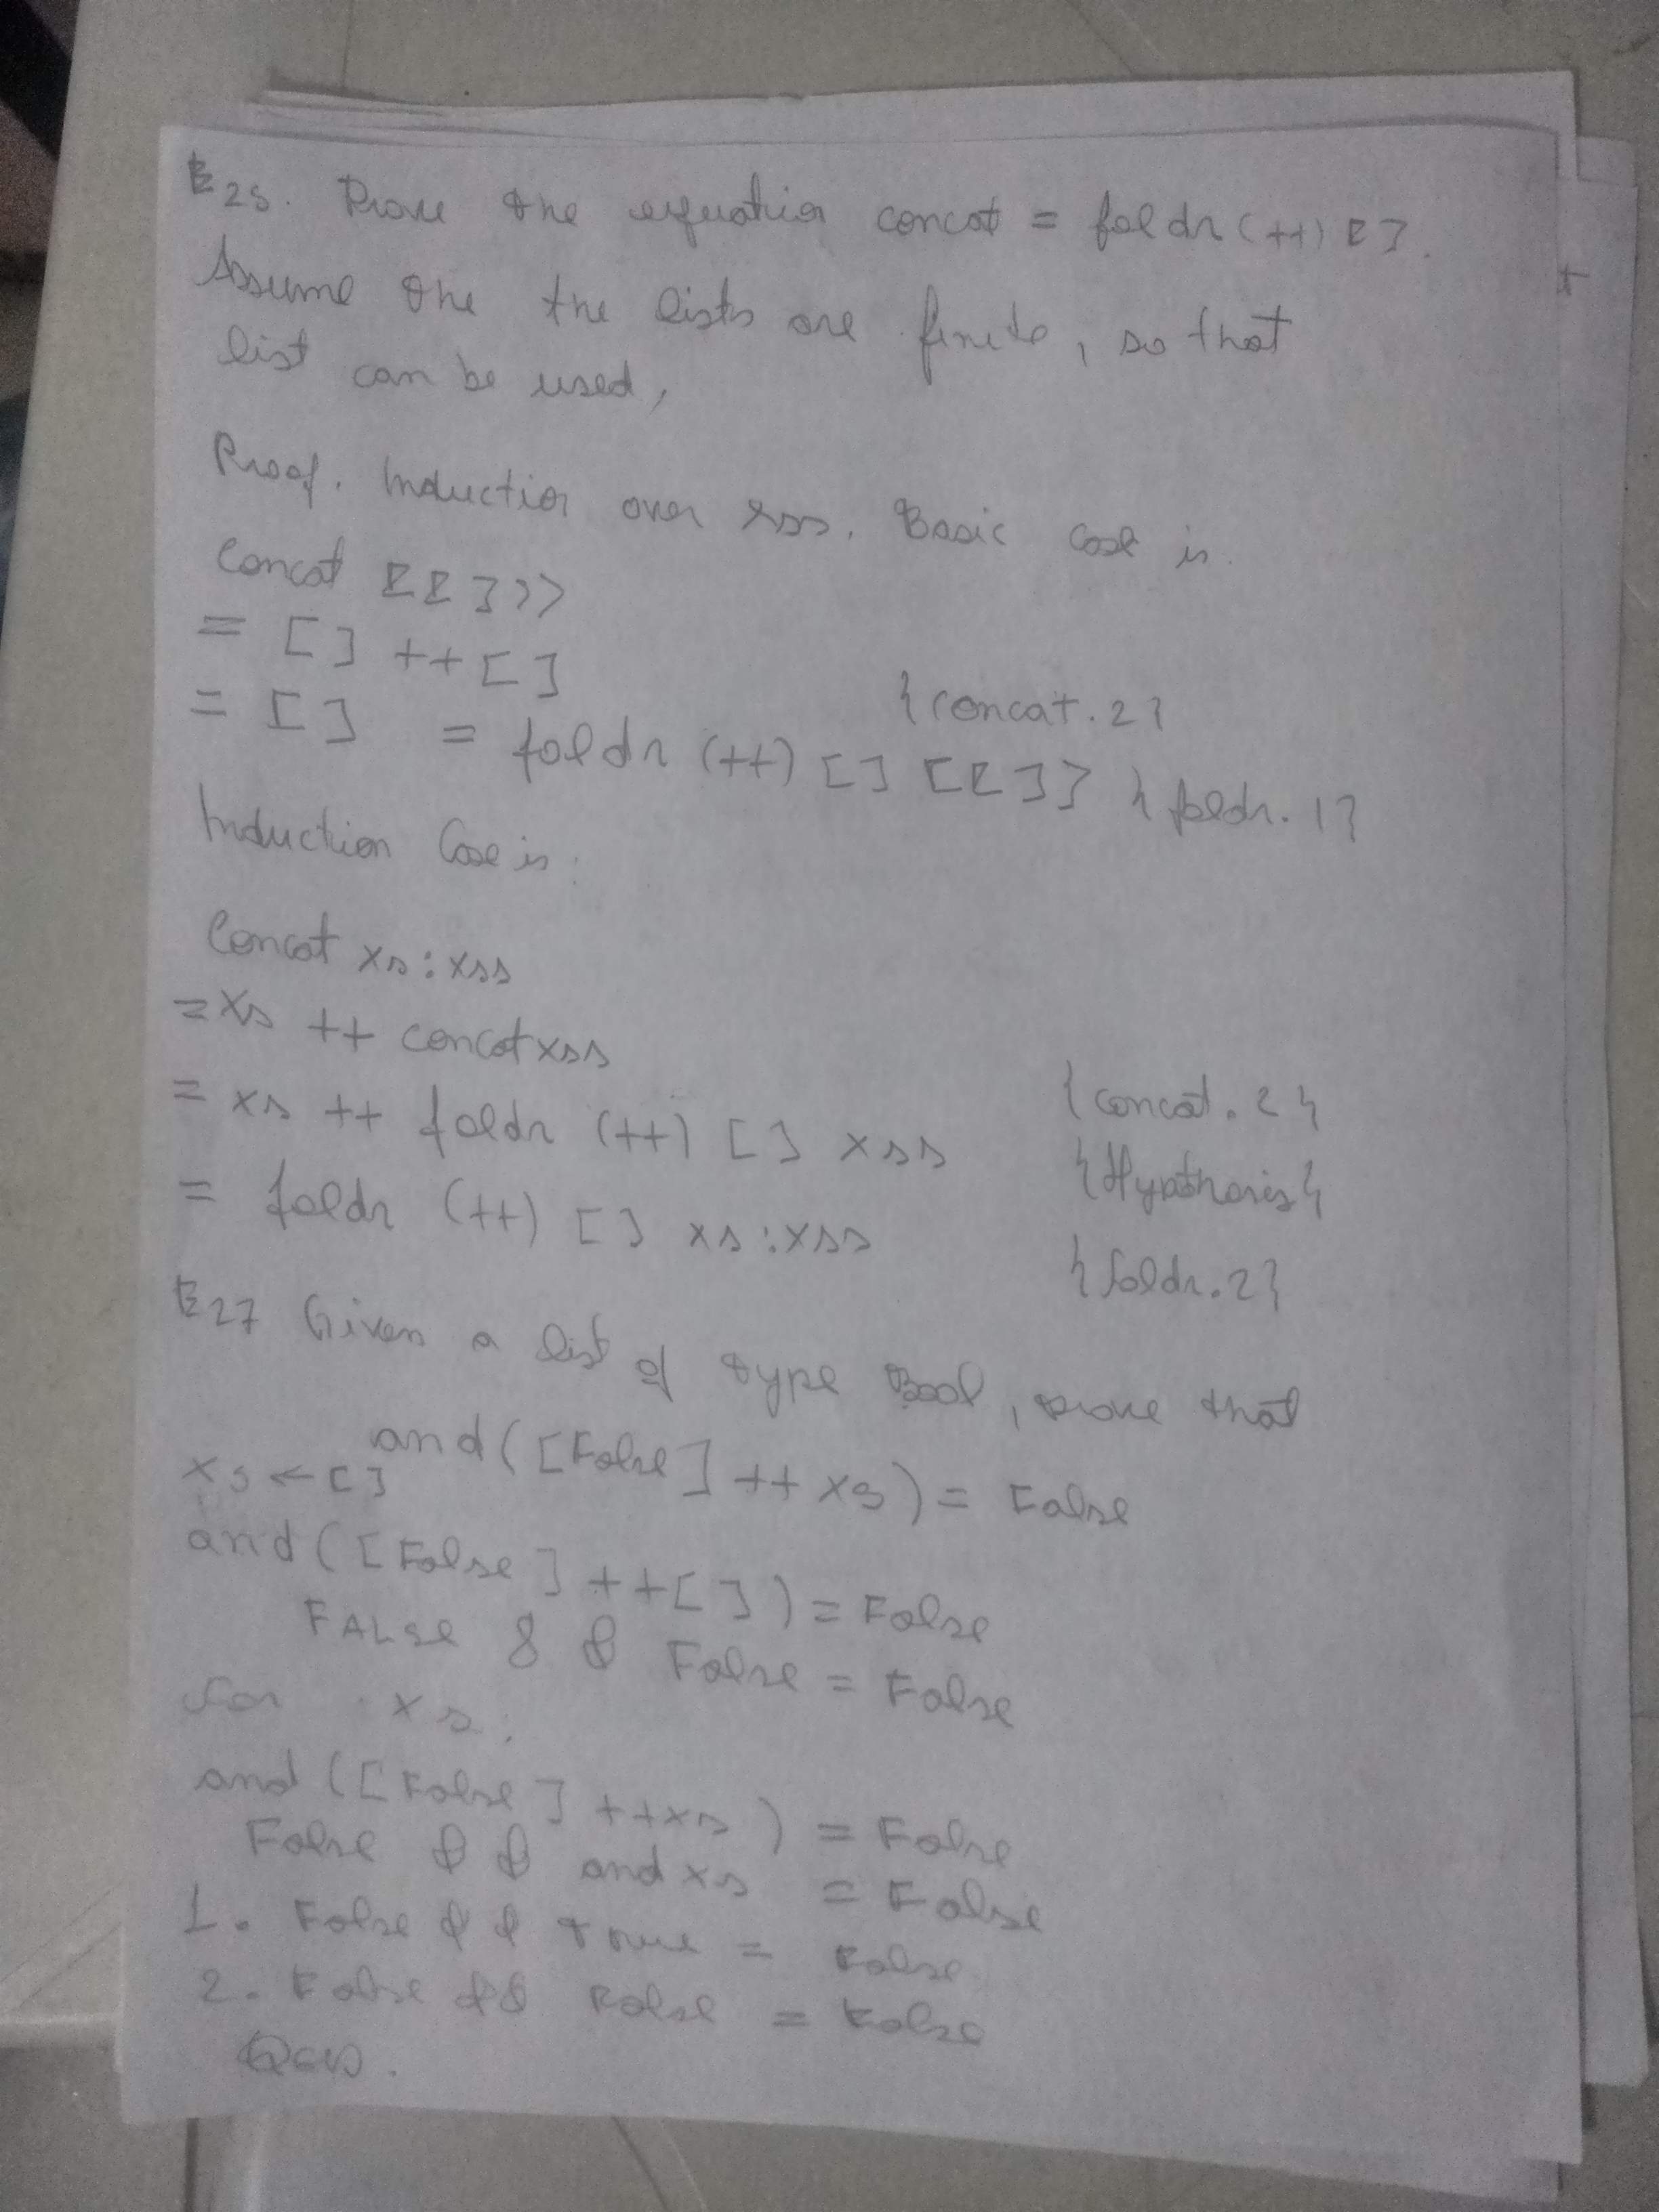 E25. Prove the equation concat = foldr (++) [].
Assume the the lists are finite, so that
list can be used,
Proof. Induction over xss. Basic case is
Concat [[]]
= [] ++ []
= [] {concat.2}
= foldr (++) [] [[]] {foldr.1}
Induction Case is:
Concat xs:xss
= xs ++ concat xss
= xs ++ foldr (++) [] xss {concat.2}
= foldr (++) [] xs:xss {Hypothesis}
{foldr.2}
E27 Given a list of type Bool, prove that
and([False] ++ xs) = False
xs ← []
and([False] ++ []) = False
FALse && False = False
for xs:
and ([False] ++xs) = False
False && and xs = False
1. False && true = False
2. False && False = False